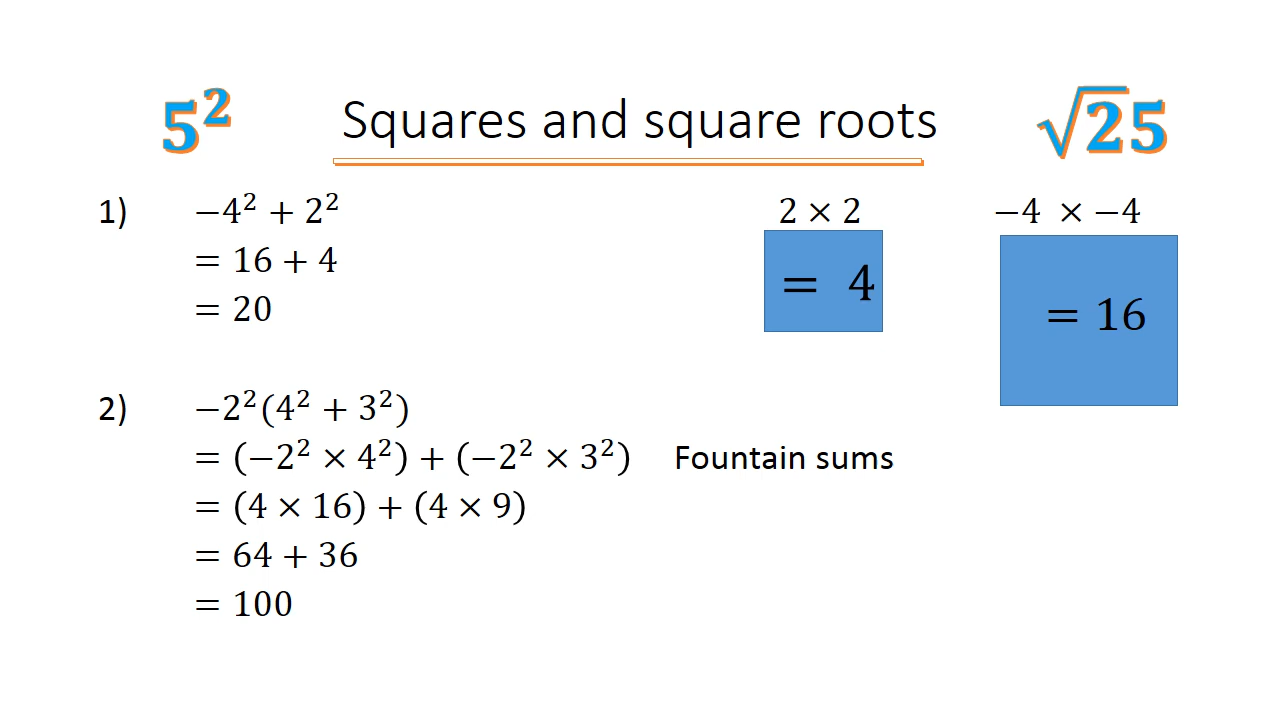 5² Squares and square roots √25
1) −4² + 2² 2 × 2 −4 × −4
= 16 + 4 = 4 = 16
= 20
2) −2²(4² + 3²)
= (−2² × 4²) + (−2² × 3²) Fountain sums
= (4 × 16) + (4 × 9)
= 64 + 36
= 100